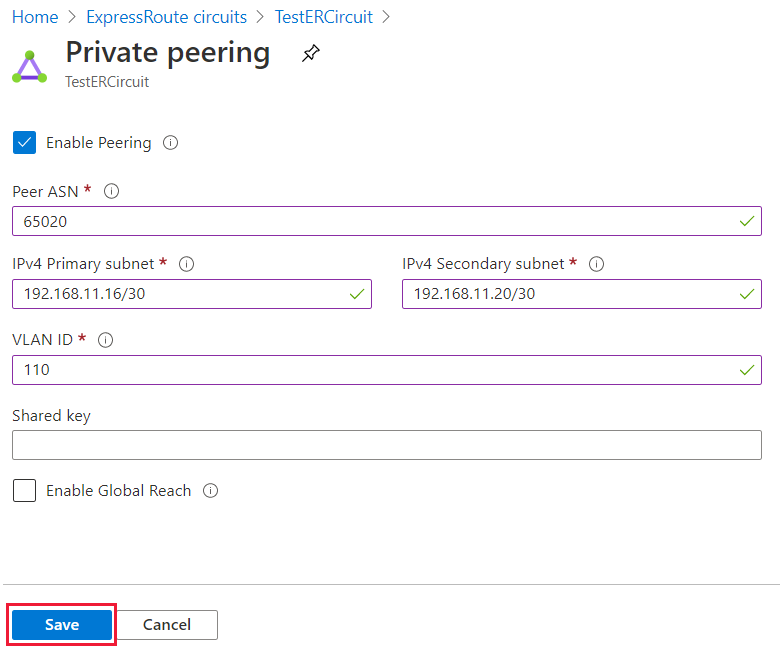 Home > ExpressRoute circuits > TestERCircuit >
Private peering
TestERCircuit
Enable Peering
Peer ASN *
65020
IPv4 Primary subnet * IPv4 Secondary subnet *
192.168.11.16/30 192.168.11.20/30
VLAN ID *
110
Shared key
Enable Global Reach
Save Cancel